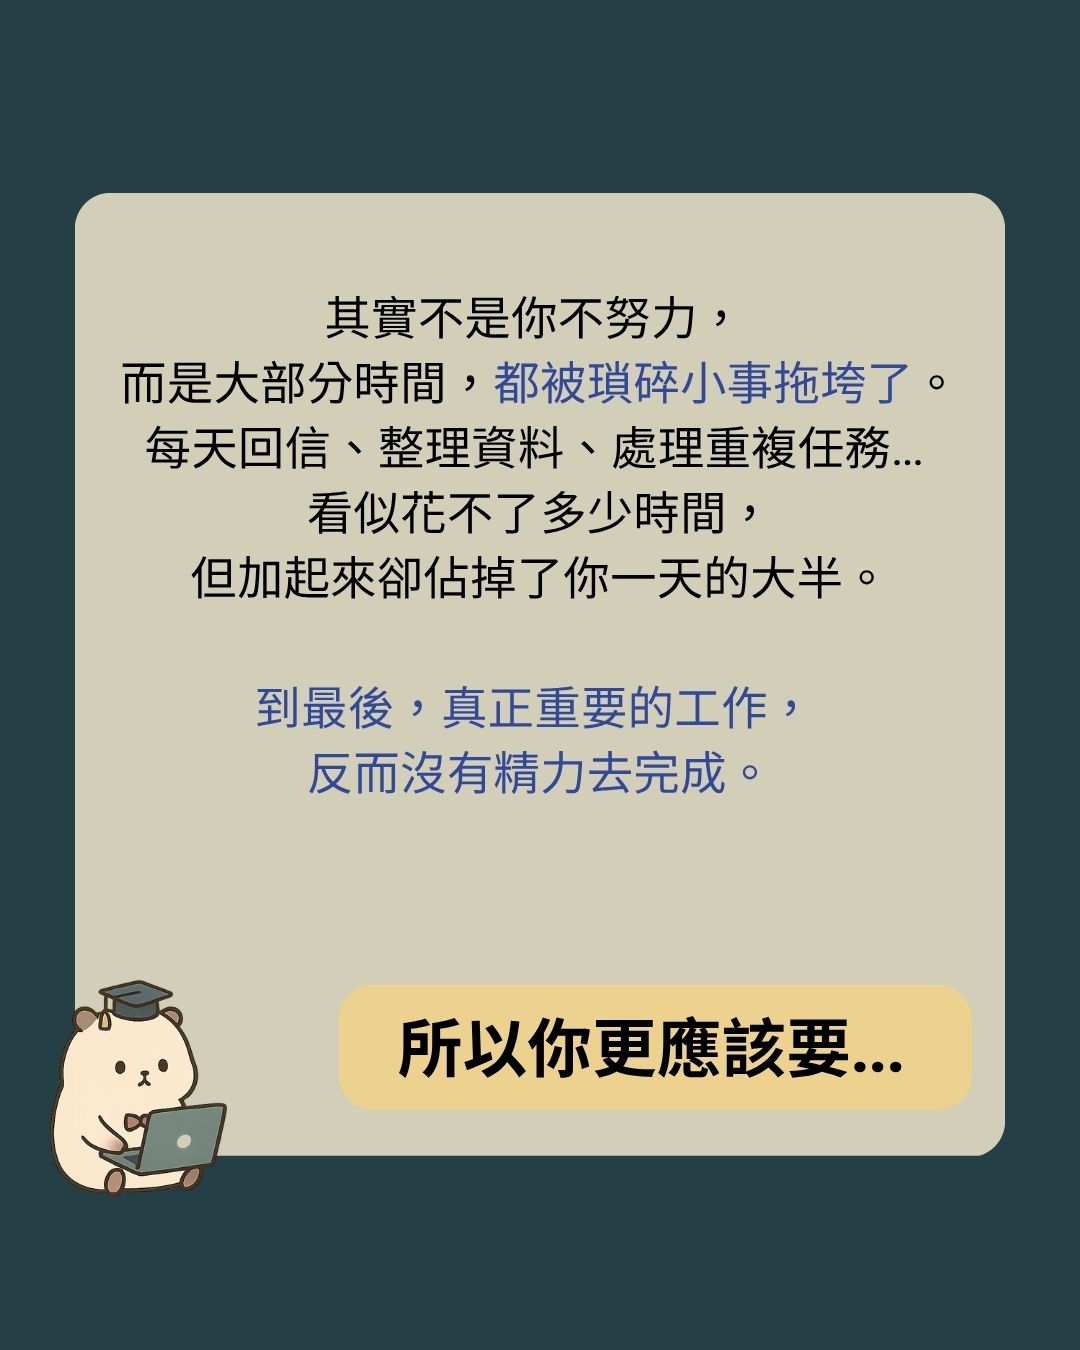 其實不是你不努力，
而是大部分時間，都被瑣碎小事拖垮了。
每天回信、整理資料、處理重複任務...
看似花不了多少時間，
但加起來卻佔掉了你一天的大半。
到最後，真正重要的工作，
反而沒有精力去完成。
所以你更應該要...